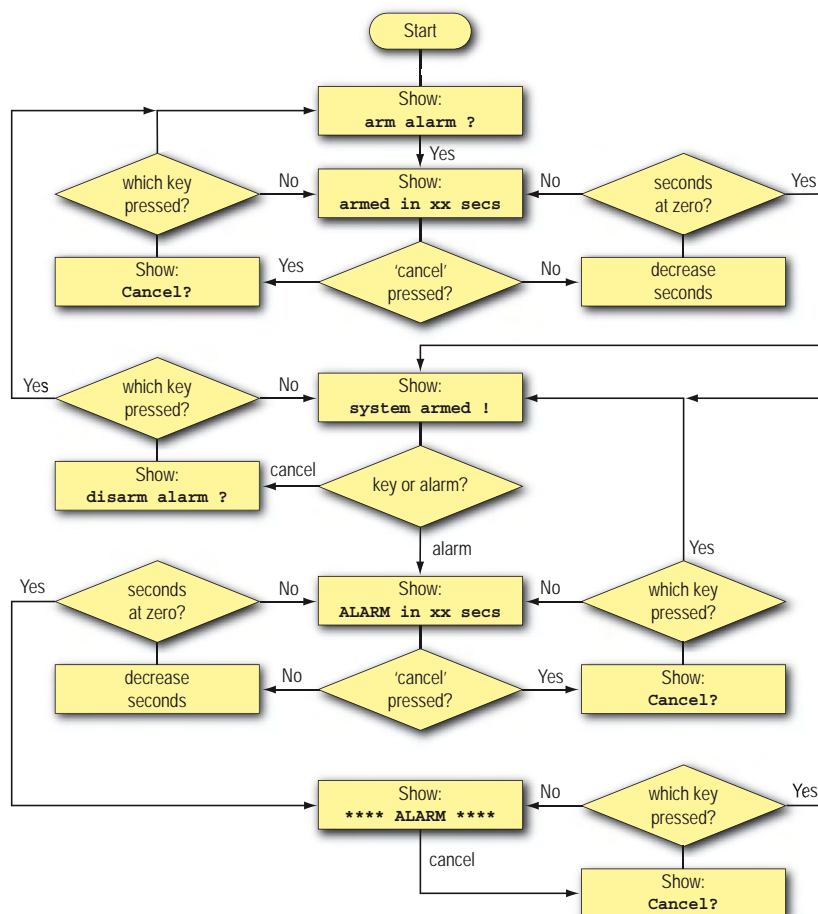 Start
Show:
arm alarm ?
Yes
which key
pressed?
No
Show:
armed in xx secs
No
seconds
at zero?
Yes
Show:
Cancel?
Yes
‘cancel’
pressed?
No
decrease
seconds
Yes
which key
pressed?
No
Show:
system armed !
Show:
disarm alarm ?
cancel
key or alarm?
alarm
Yes
Yes
seconds
at zero?
No
Show:
ALARM in xx secs
No
which key
pressed?
decrease
seconds
No
‘cancel’
pressed?
Yes
Show:
Cancel?
Show:
**** ALARM ****
No
which key
pressed?
Yes
cancel
Show:
Cancel?